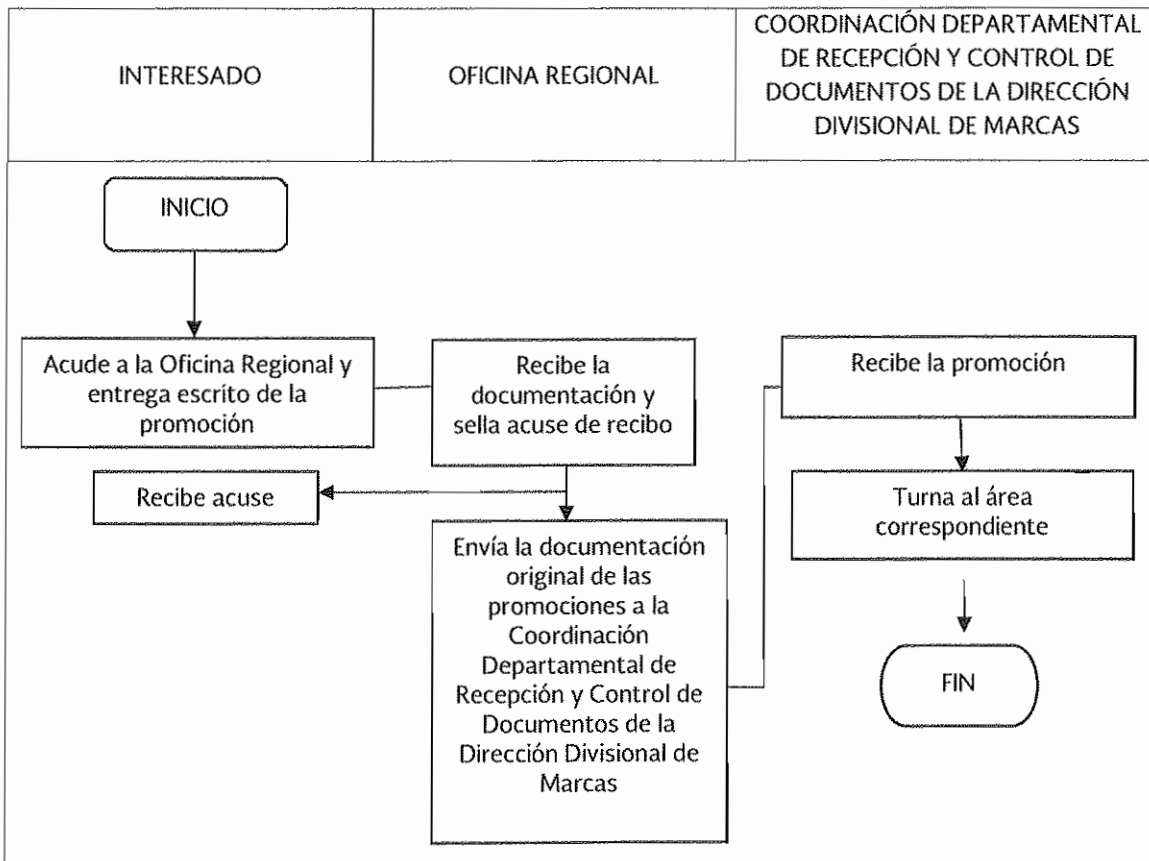 INTERESADO
OFICINA REGIONAL
COORDINACIÓN DEPARTAMENTAL
DE RECEPCIÓN Y CONTROL DE
DOCUMENTOS DE LA DIRECCIÓN
DIVISIONAL DE MARCAS
INICIO
Acude a la Oficina Regional y
entrega escrito de la
promoción
Recibe la
documentación y
sella acuse de recibo
Recibe la promoción
Recibe acuse
Turna al área
correspondiente
Envía la documentación
original de las
promociones a la
Coordinación
Departamental de
Recepción y Control de
Documentos de la
Dirección Divisional de
Marcas
FIN